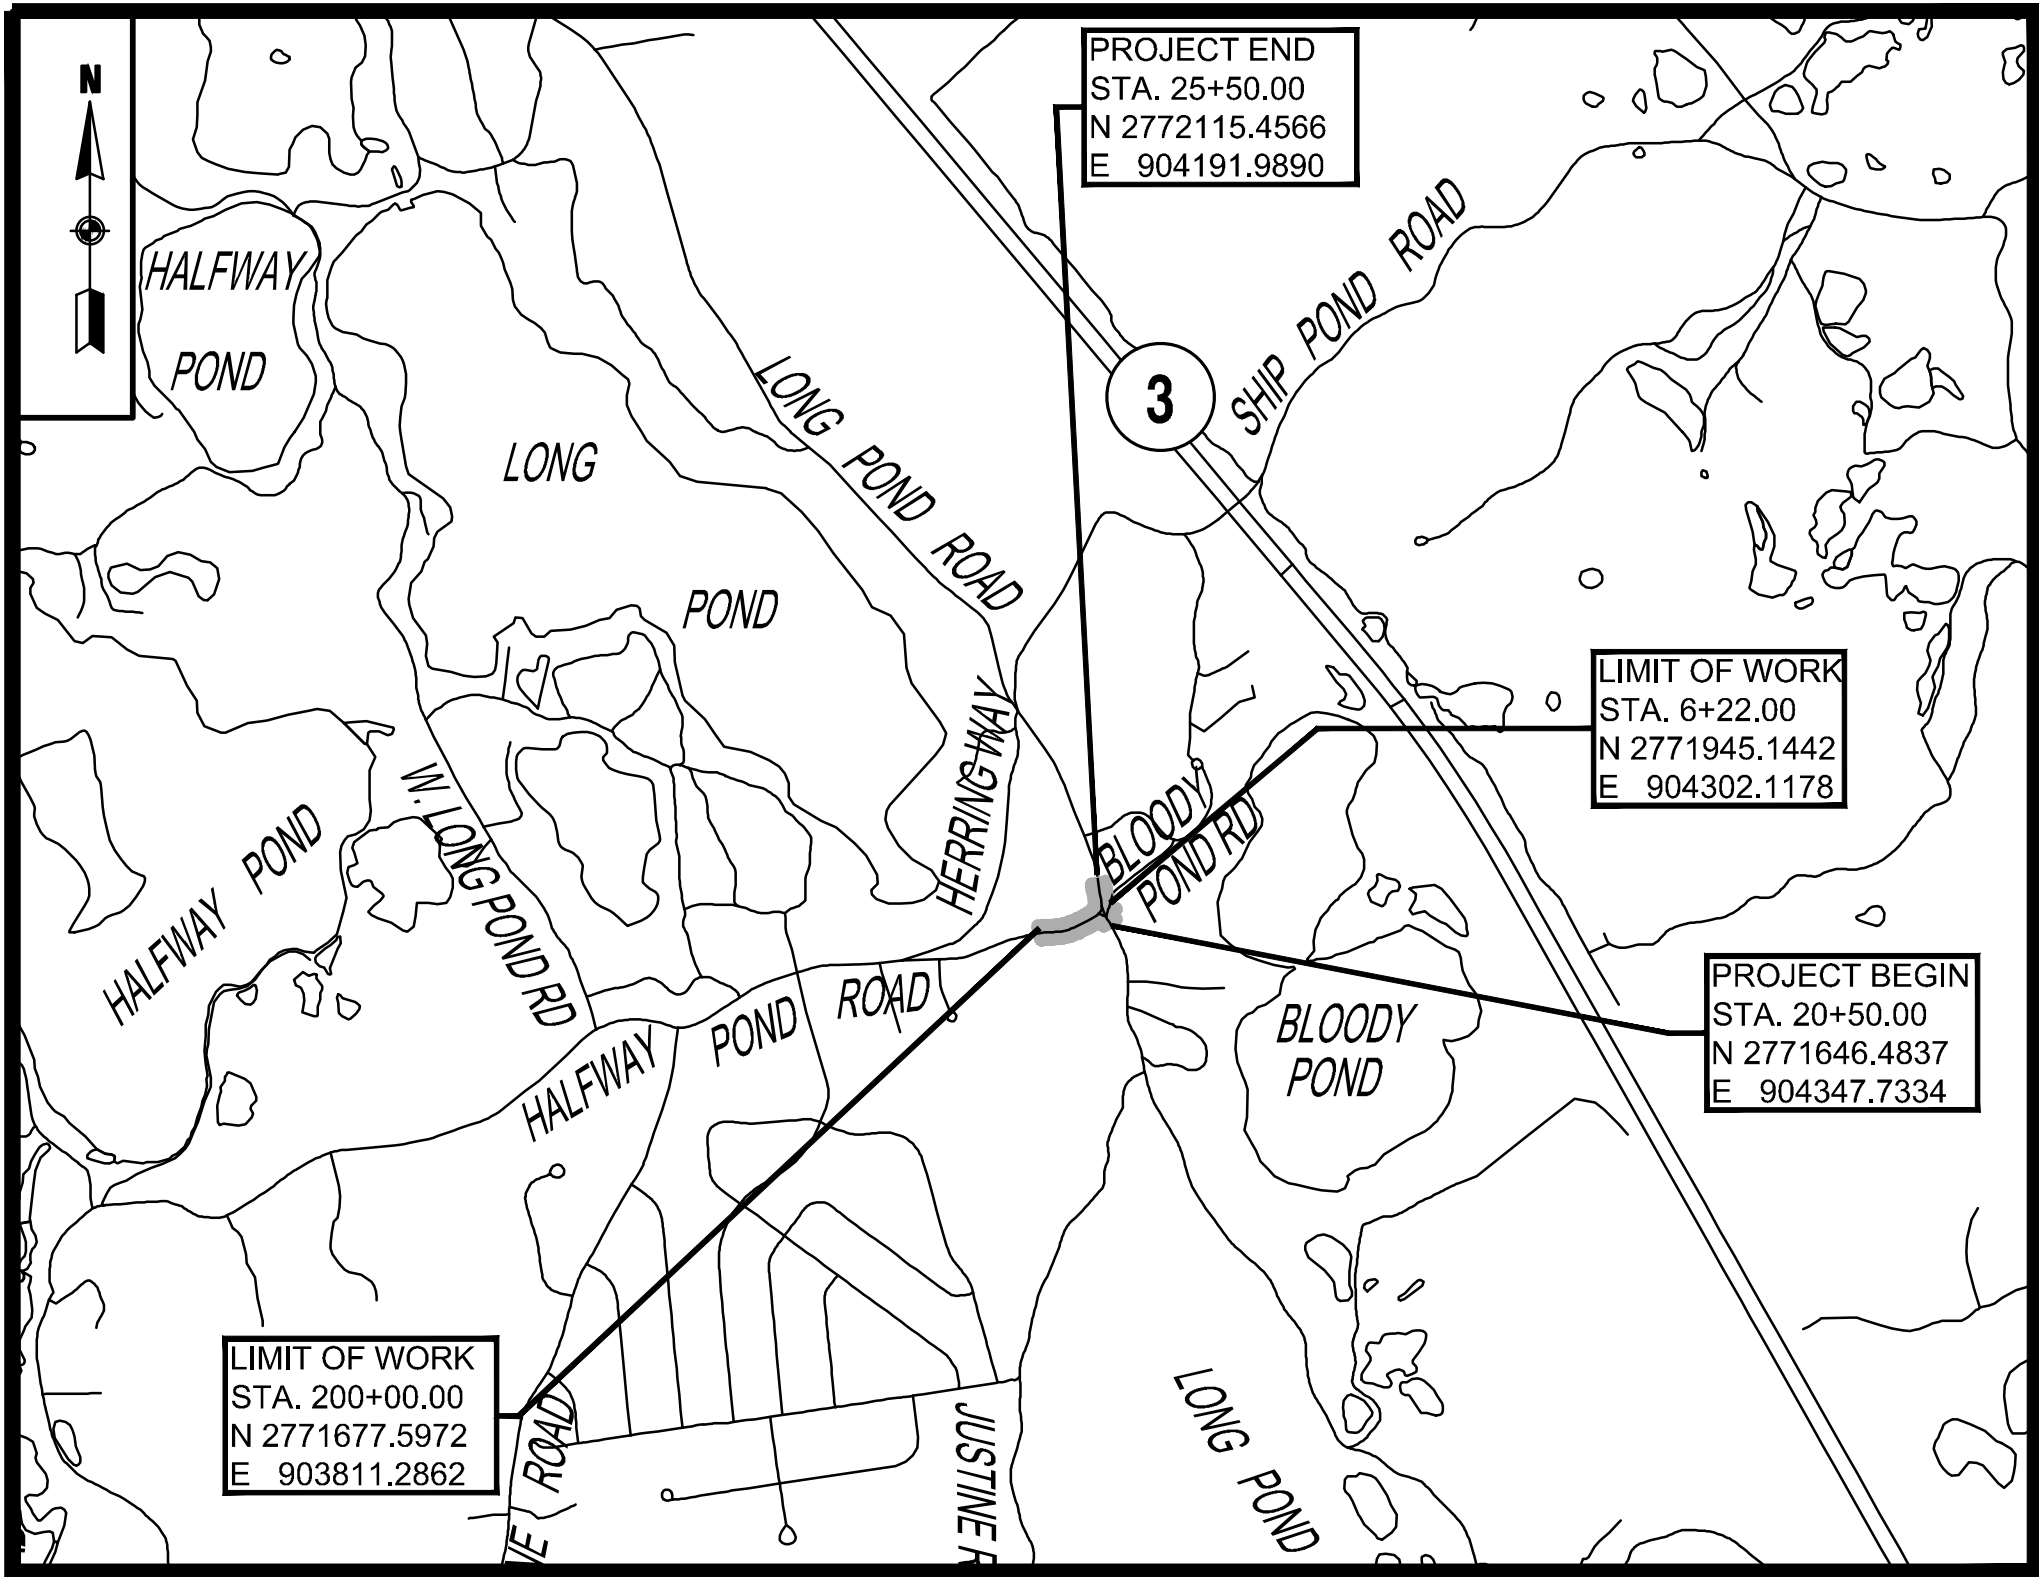 N
PROJECT END
STA. 25+50.00
N 2772115.4566
E 904191.9890
HALFWAY
POND
LONG
POND
LONG POND ROAD
3
SHIP POND ROAD
LIMIT OF WORK
STA. 6+22.00
N 2771945.1442
E 904302.1178
HERRING WAY
BLOODY
POND RD
W. LONG POND RD
HALFWAY POND
HALFWAY POND ROAD
BLOODY
POND
PROJECT BEGIN
STA. 20+50.00
N 2771646.4837
E 904347.7334
LIMIT OF WORK
STA. 200+00.00
N 2771677.5972
E 903811.2862
VE ROAD
JUSTINE R
LONG POND